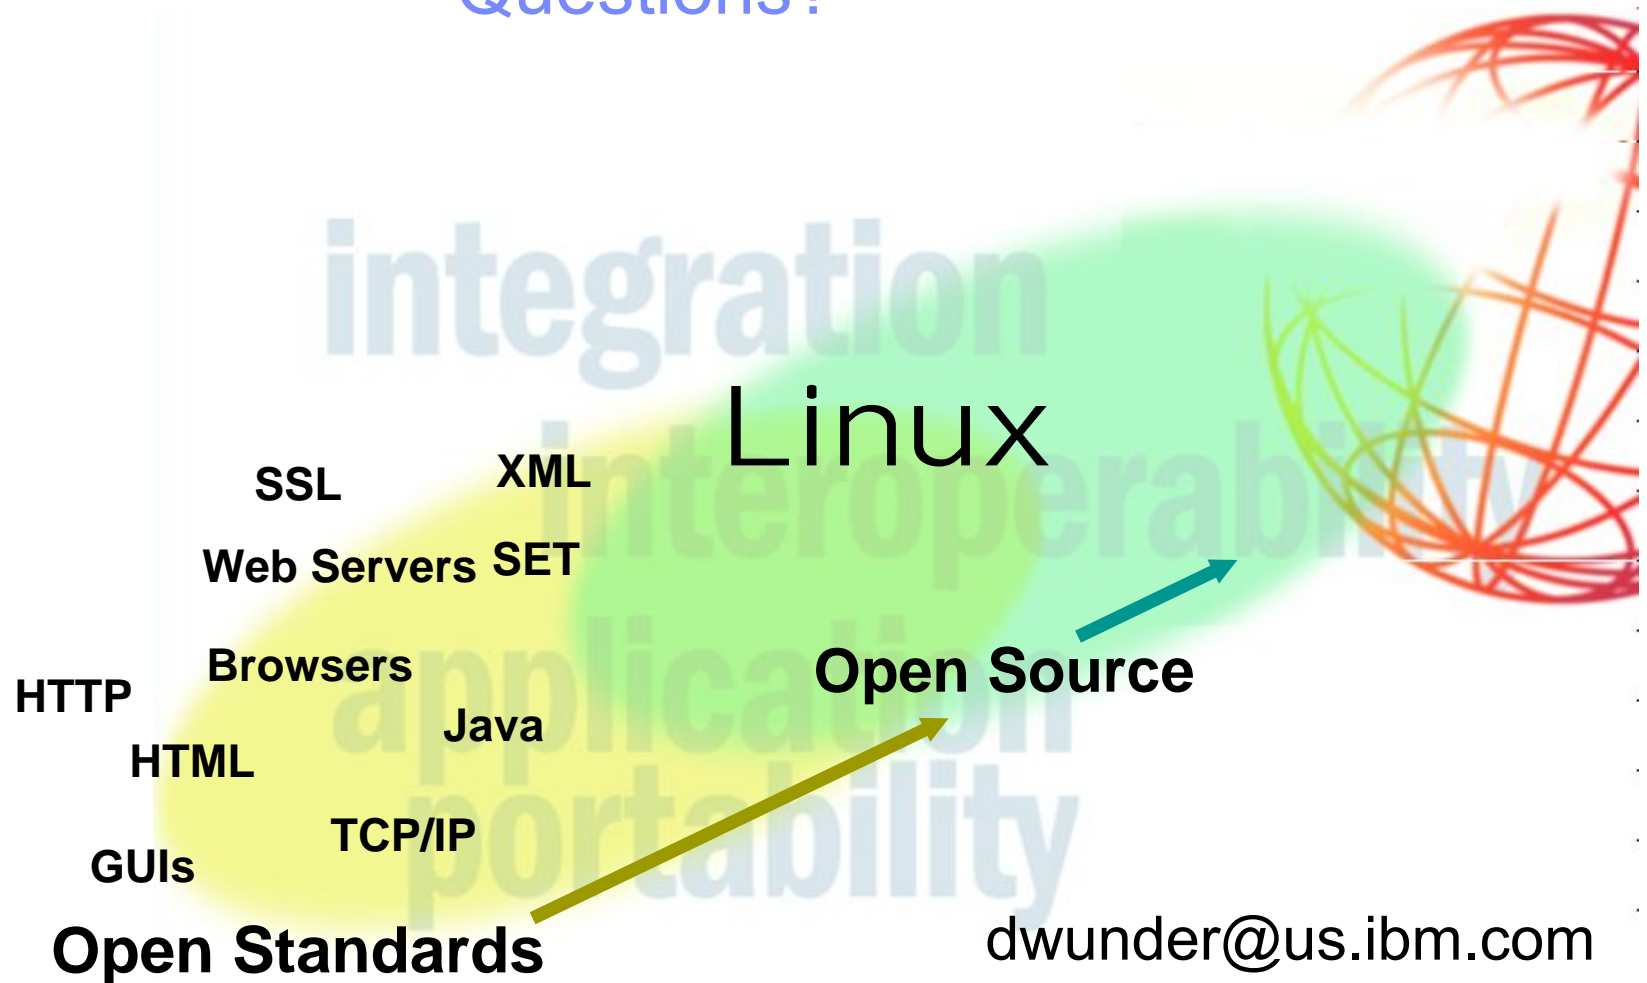 Questions?
integration
Linux
interoperability
SSL
XML
Web Servers
SET
application
Browsers
Open Source
HTTP
Java
HTML
portability
TCP/IP
GUIs
Open Standards
dwunder@us.ibm.com